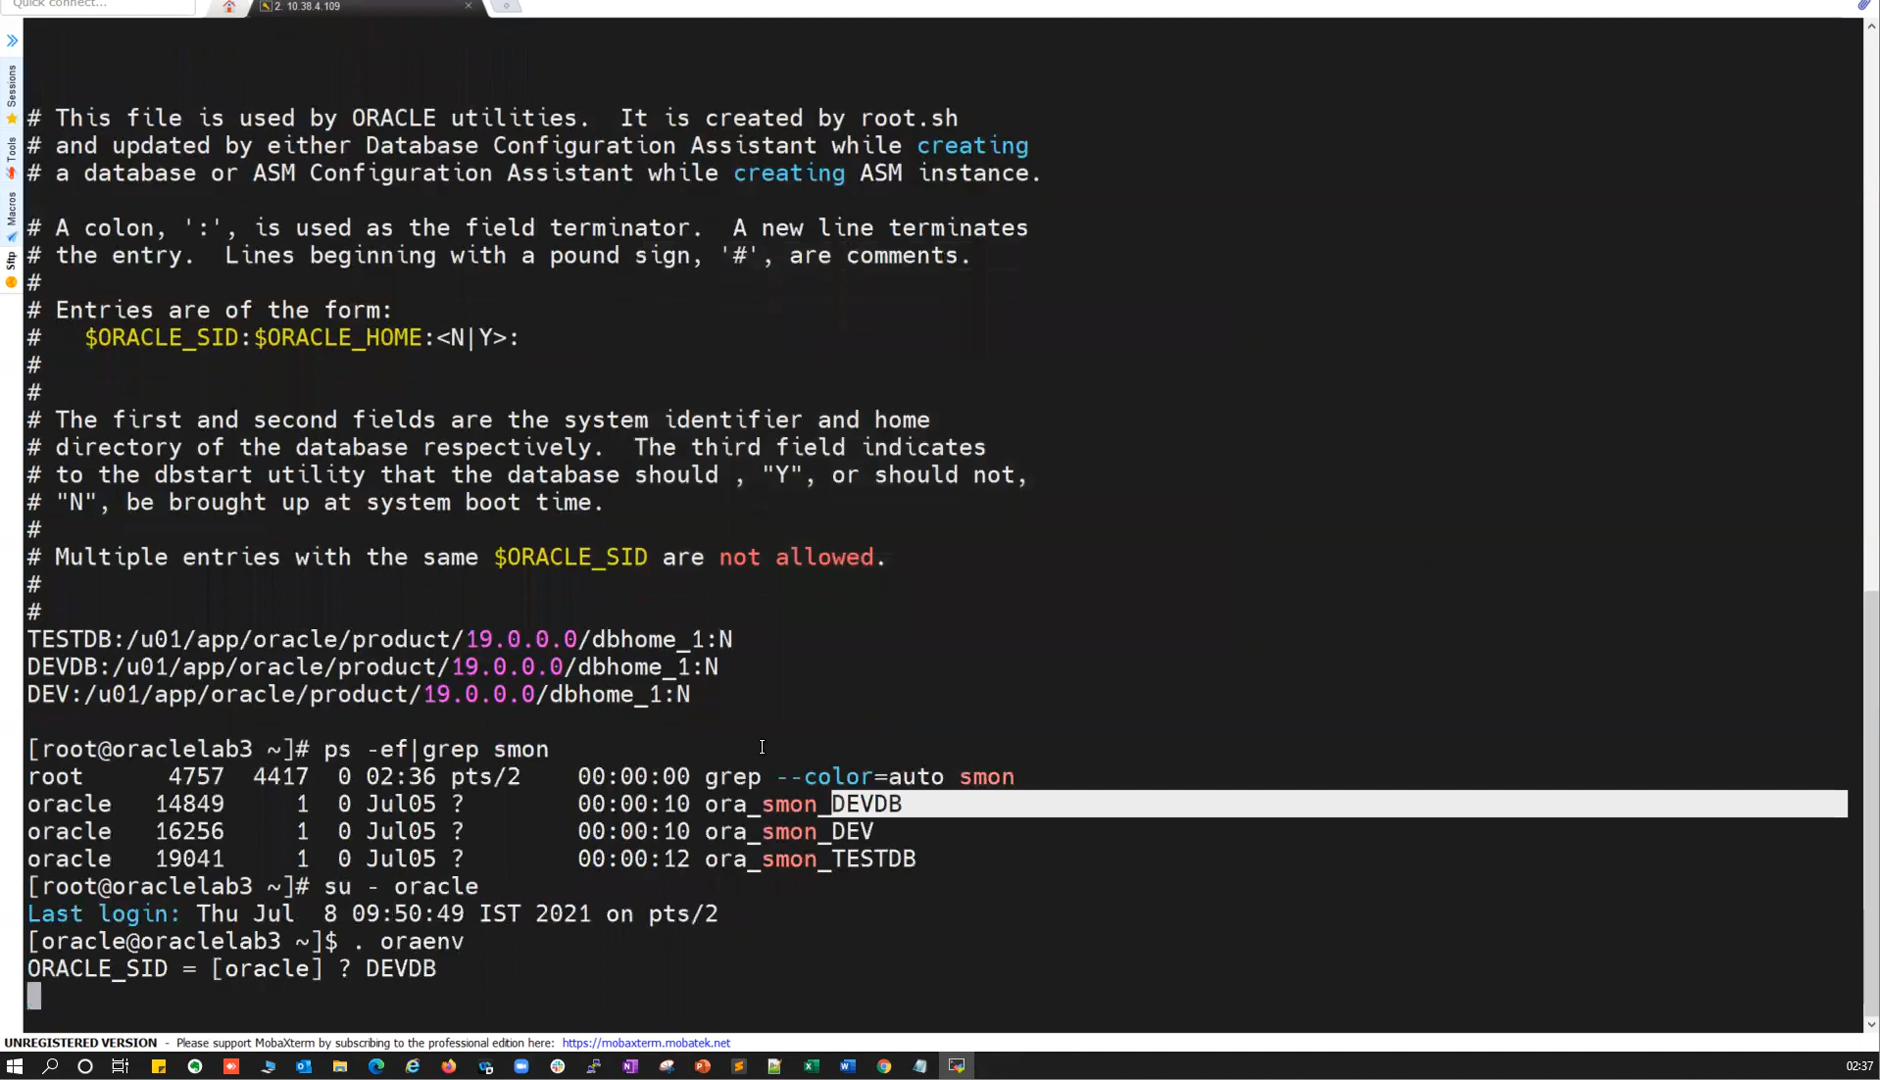 Quick connect...
2. 10.38.4.109
Sessions
Tools
Macros
Sftp
# This file is used by ORACLE utilities.  It is created by root.sh
# and updated by either Database Configuration Assistant while creating
# a database or ASM Configuration Assistant while creating ASM instance.
# A colon, ':', is used as the field terminator.  A new line terminates
# the entry.  Lines beginning with a pound sign, '#', are comments.
#
# Entries are of the form:
#   $ORACLE_SID:$ORACLE_HOME:<N|Y>:
#
#
# The first and second fields are the system identifier and home
# directory of the database respectively.  The third field indicates
# to the dbstart utility that the database should , "Y", or should not,
# "N", be brought up at system boot time.
#
# Multiple entries with the same $ORACLE_SID are not allowed.
#
#
TESTDB:/u01/app/oracle/product/19.0.0.0/dbhome_1:N
DEVDB:/u01/app/oracle/product/19.0.0.0/dbhome_1:N
DEV:/u01/app/oracle/product/19.0.0.0/dbhome_1:N
[root@oraclelab3 ~]# ps -ef|grep smon
root      4757  4417  0 02:36 pts/2    00:00:00 grep --color=auto smon
oracle   14849     1  0 Jul05 ?        00:00:10 ora_smon_DEVDB
oracle   16256     1  0 Jul05 ?        00:00:10 ora_smon_DEV
oracle   19041     1  0 Jul05 ?        00:00:12 ora_smon_TESTDB
[root@oraclelab3 ~]# su - oracle
Last login: Thu Jul  8 09:50:49 IST 2021 on pts/2
[oracle@oraclelab3 ~]$ . oraenv
ORACLE_SID = [oracle] ? DEVDB
UNREGISTERED VERSION - Please support MobaXterm by subscribing to the professional edition here: https://mobaxterm.mobatek.net
02:37